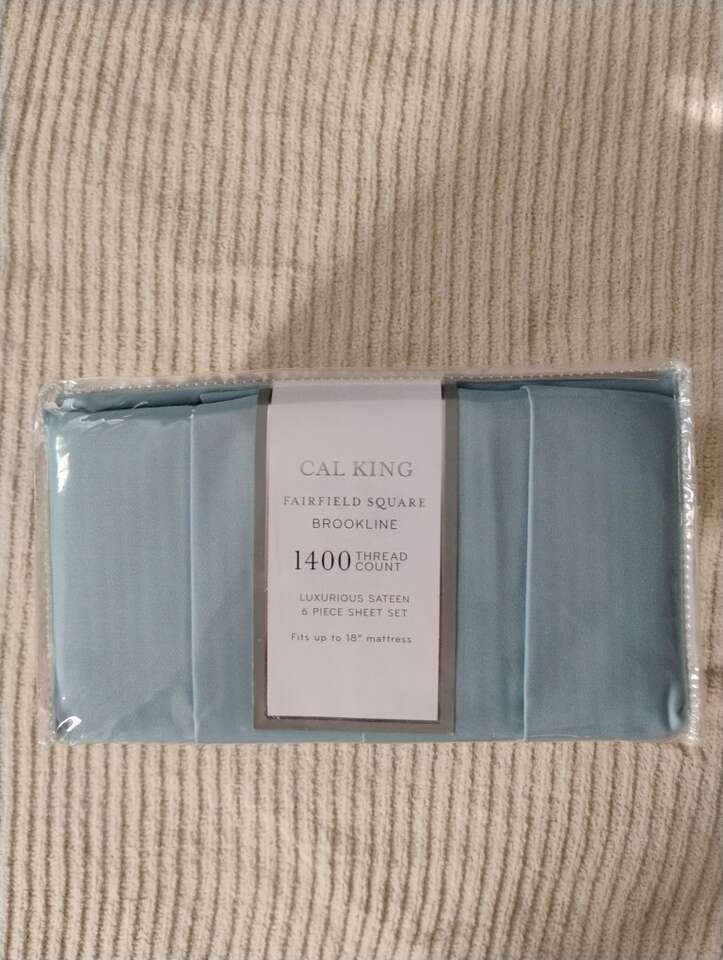 CAL KING
FAIRFIELD SQUARE
BROOKLINE
1400 THREAD COUNT
LUXURIOUS SATEEN
6 PIECE SHEET SET
Fits up to 18" mattress